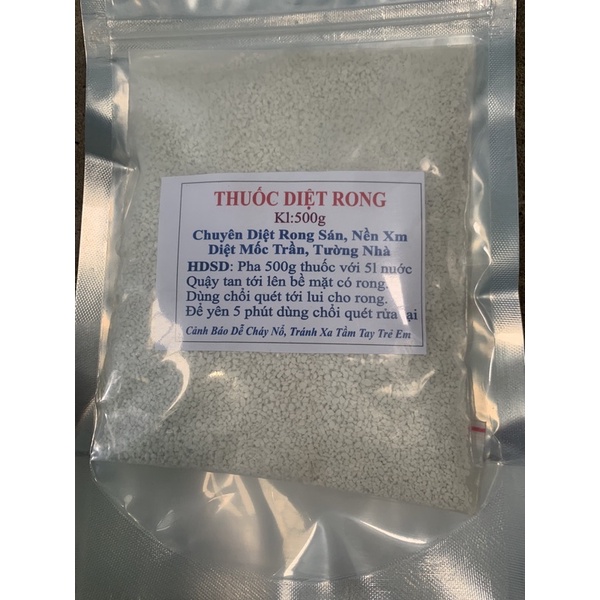 THUỐC DIỆT RONG
Kl:500g
Chuyên Diệt Rong Sán, Nền Xm
Diệt Mốc Trần, Tường Nhà
HDSD: Pha 500g thuốc với 5l nước
Quậy tan tới lên bề mặt có rong.
Dùng chổi quét tới lui cho rong.
Để yên 5 phút dùng chổi quét rửa lại
Cảnh Báo Dễ Cháy Nổ, Tránh Xa Tầm Tay Trẻ Em